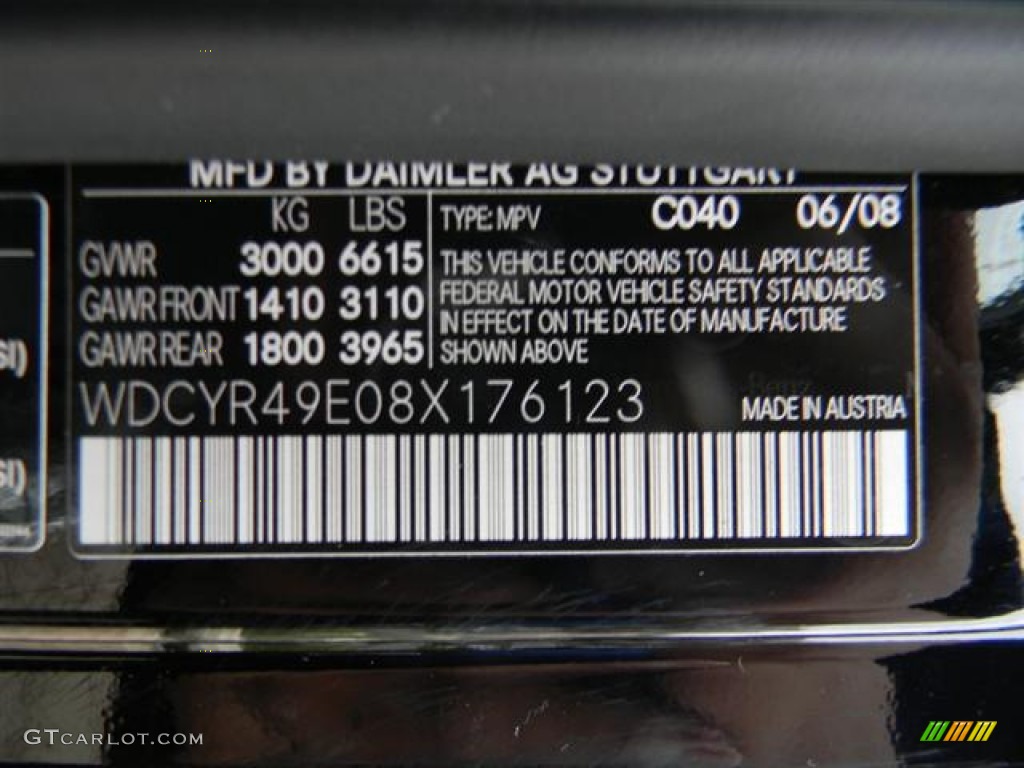 MFD BY DAIMLER AG STUTTGART
KG LBS
GVWR 3000 6615
GAWR FRONT 1410 3110
GAWR REAR 1800 3965
TYPE: MPV C040 06/08
THIS VEHICLE CONFORMS TO ALL APPLICABLE
FEDERAL MOTOR VEHICLE SAFETY STANDARDS
IN EFFECT ON THE DATE OF MANUFACTURE
SHOWN ABOVE
WDCYR49E08X176123
MADE IN AUSTRIA
SI)
SI)
GTCARLOT.COM